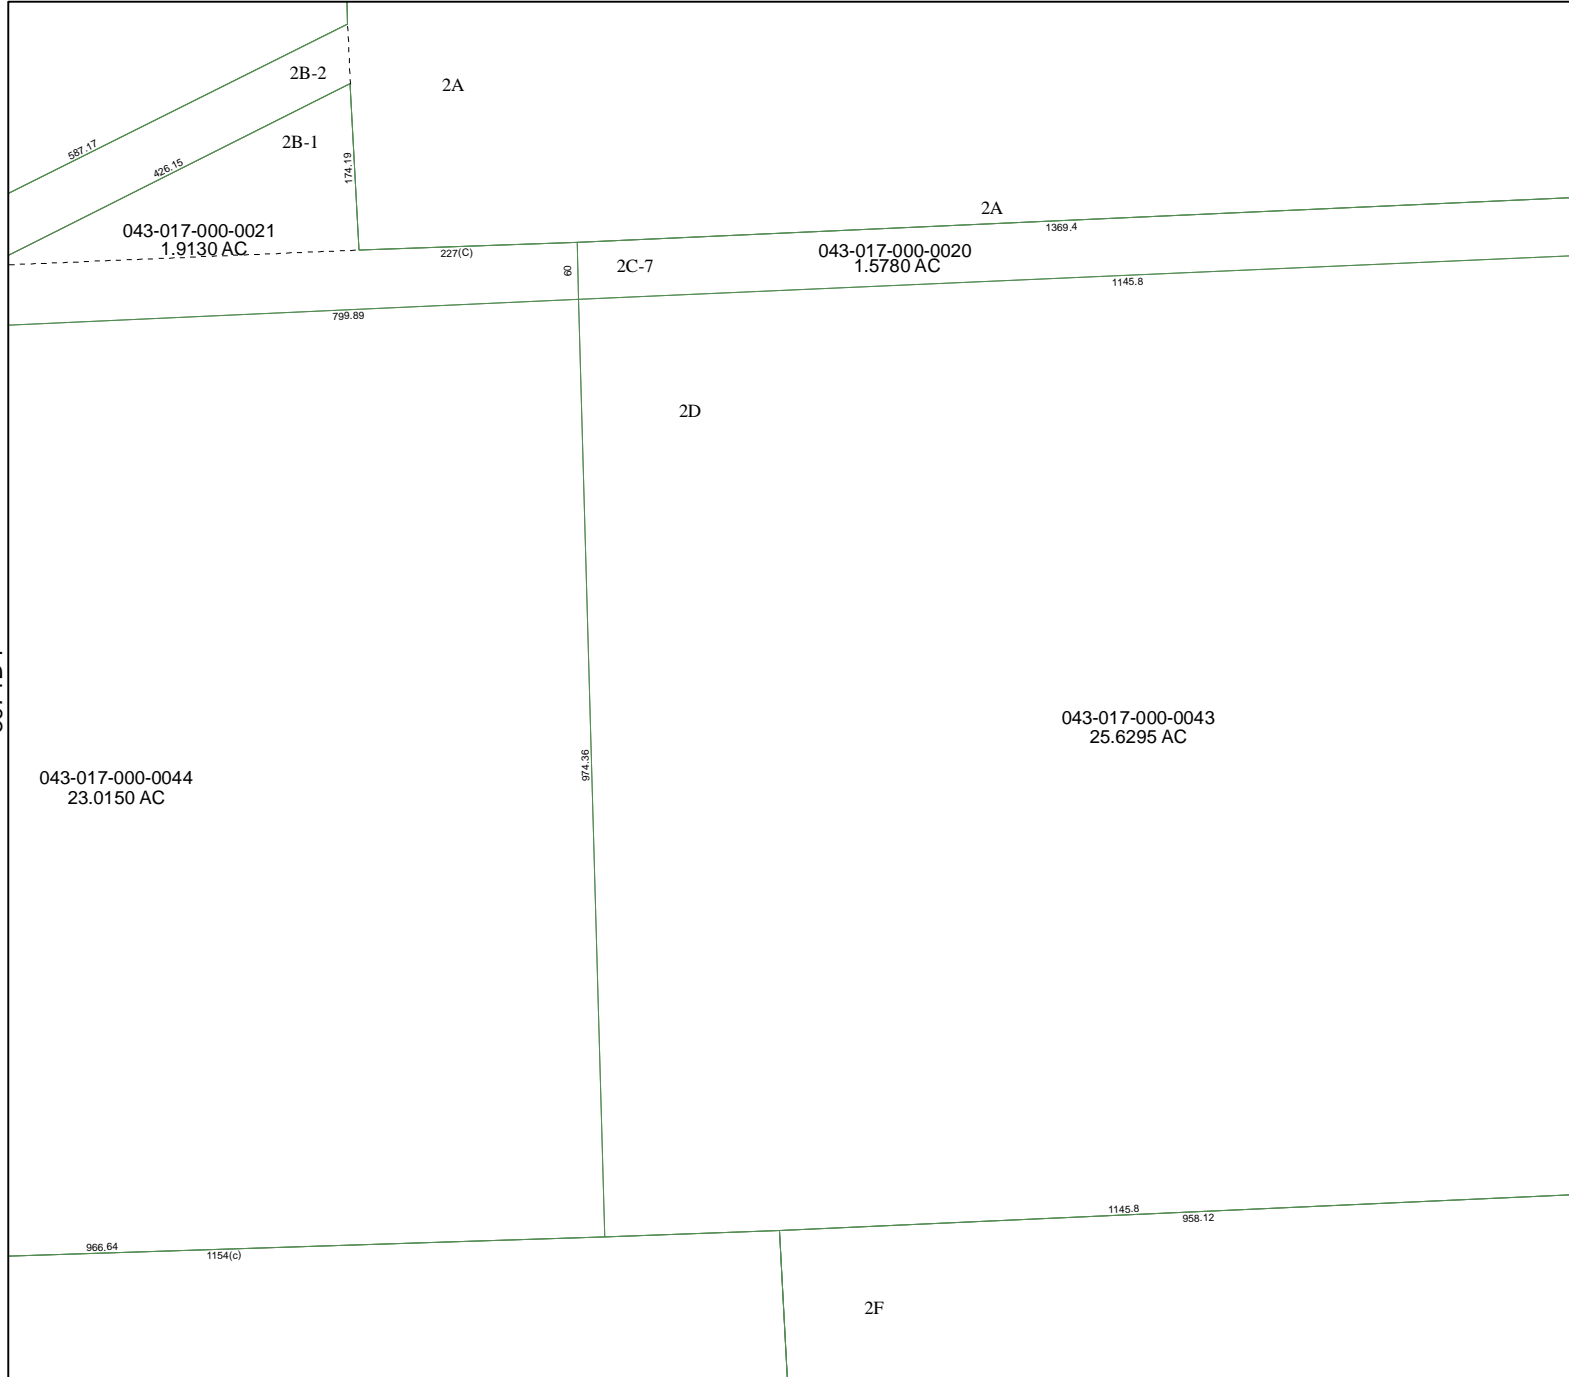 2B-2
2A
587.17
2B-1
426.15
174.19
2A
043-017-000-0021
1.9130 AC
1369.4
227(C)
043-017-000-0020
1.5780 AC
60
2C-7
1145.8
799.89
2D
043-017-000-0043
25.6295 AC
974.36
043-017-000-0044
23.0150 AC
1145.8
958.12
966.64
1154(c)
2F